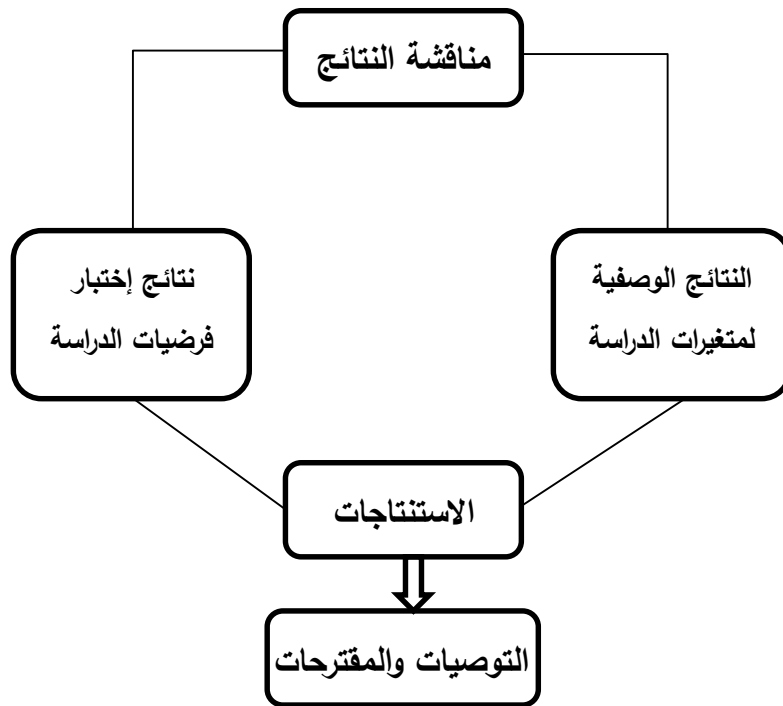 مناقشة النتائج
النتائج الوصفية
لمتغيرات الدراسة
نتائج إختبار
فرضيات الدراسة
الاستنتاجات
التوصيات والمقترحات